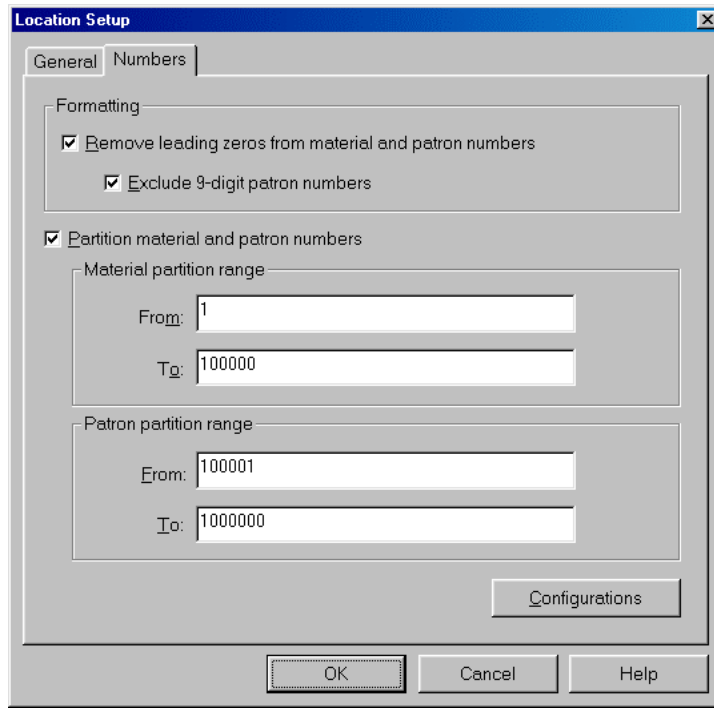 Location Setup
General Numbers
Formatting
Remove leading zeros from material and patron numbers
Exclude 9-digit patron numbers
Partition material and patron numbers
Material partition range
From: 1
To: 100000
Patron partition range
From: 100001
To: 1000000
Configurations
OK Cancel Help